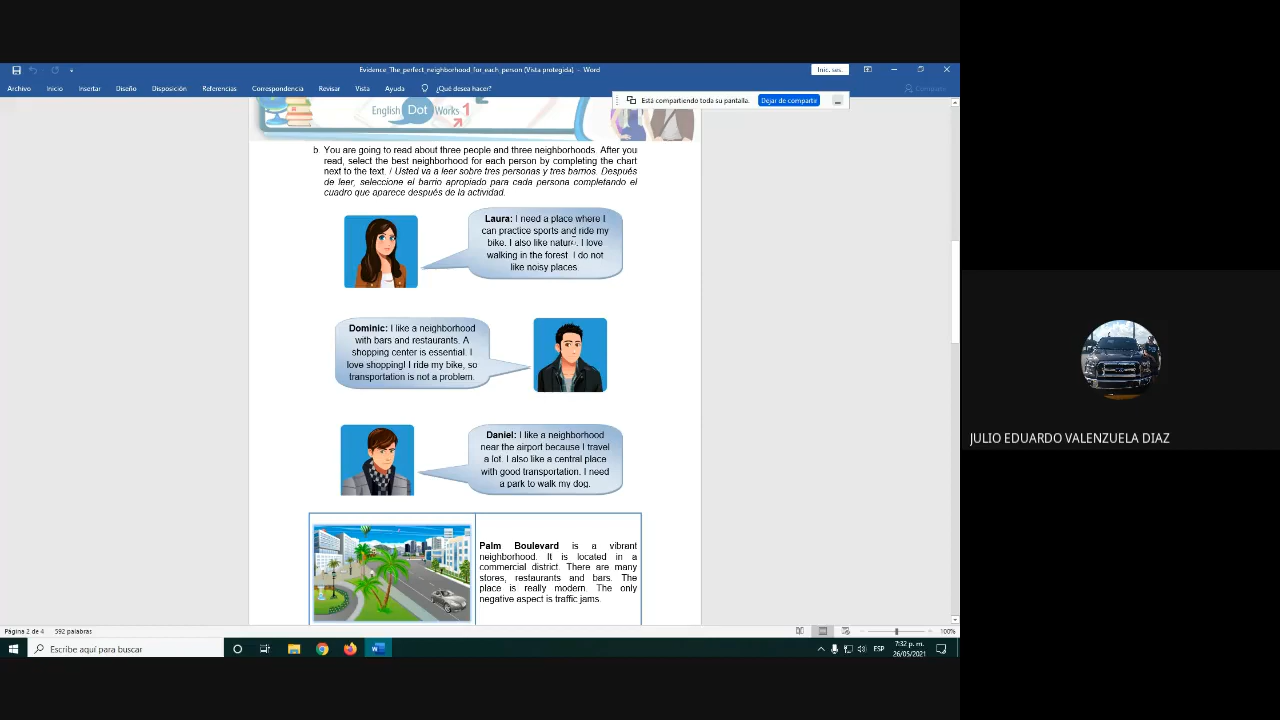 Evidence_The_perfect_neighborhood_for_each_person (Vista protegida) – Word
Inic. ses.
Archivo Inicio Insertar Diseño Disposición Referencias Correspondencia Revisar Vista Ayuda ¿Qué desea hacer? Compartir
Está compartiendo toda su pantalla. Dejar de compartir
English Dot Works 1
b. You are going to read about three people and three neighborhoods. After you
read, select the best neighborhood for each person by completing the chart
next to the text. / Usted va a leer sobre tres personas y tres barrios. Después
de leer, seleccione el barrio apropiado para cada persona completando el
cuadro que aparece después de la actividad.
Laura: I need a place where I
can practice sports and ride my
bike. I also like nature. I love
walking in the forest. I do not
like noisy places.
Dominic: I like a neighborhood
with bars and restaurants. A
shopping center is essential. I
love shopping! I ride my bike, so
transportation is not a problem.
Daniel: I like a neighborhood
near the airport because I travel
a lot. I also like a central place
with good transportation. I need
a park to walk my dog.
Palm Boulevard is a vibrant
neighborhood. It is located in a
commercial district. There are many
stores, restaurants and bars. The
place is really modern. The only
negative aspect is traffic jams.
JULIO EDUARDO VALENZUELA DIAZ
Página 2 de 4 592 palabras
100%
Escribe aquí para buscar
ESP
7:32 p. m.
26/05/2021